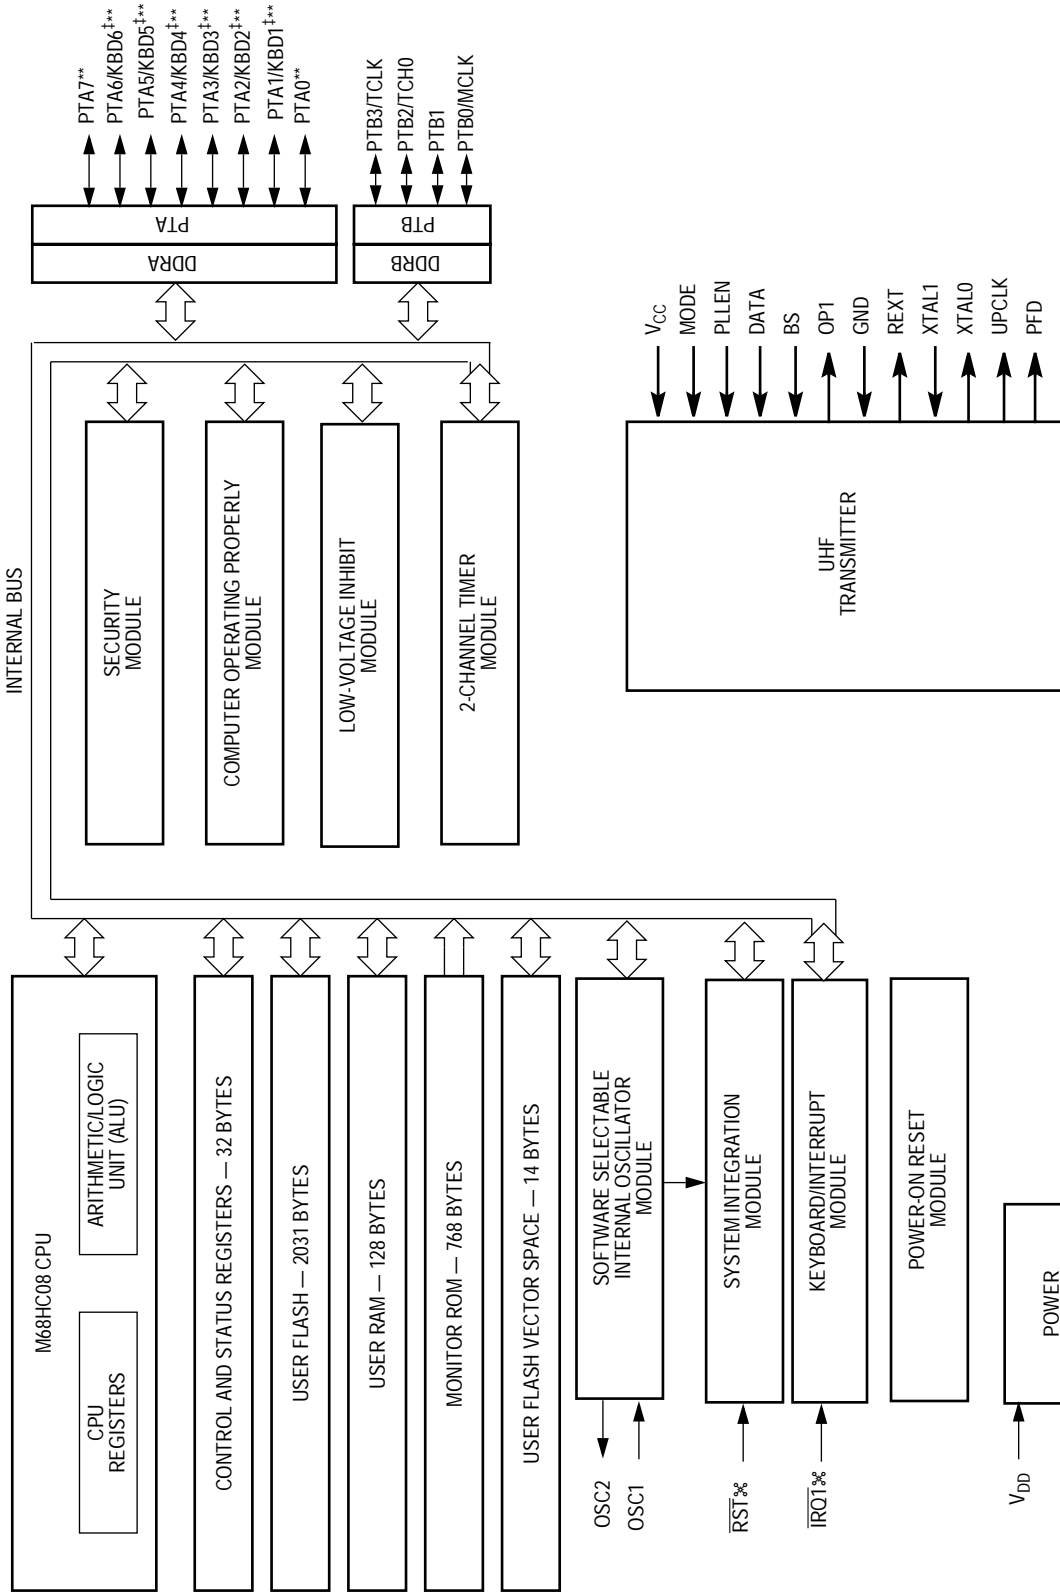 INTERNAL BUS
M68HC08 CPU
CPU
REGISTERS
ARITHMETIC/LOGIC
UNIT (ALU)
CONTROL AND STATUS REGISTERS — 32 BYTES
USER FLASH — 2031 BYTES
USER RAM — 128 BYTES
MONITOR ROM — 768 BYTES
USER FLASH VECTOR SPACE — 14 BYTES
OSC2
OSC1
SOFTWARE SELECTABLE
INTERNAL OSCILLATOR
MODULE
RST※
SYSTEM INTEGRATION
MODULE
IRQ1※
KEYBOARD/INTERRUPT
MODULE
POWER-ON RESET
MODULE
VDD
POWER
SECURITY
MODULE
COMPUTER OPERATING PROPERLY
MODULE
LOW-VOLTAGE INHIBIT
MODULE
2-CHANNEL TIMER
MODULE
DDRA
PTA
PTA7**
PTA6/KBD6‡**
PTA5/KBD5‡**
PTA4/KBD4‡**
PTA3/KBD3‡**
PTA2/KBD2‡**
PTA1/KBD1‡**
PTA0**
DDRB
PTB
PTB3/TCLK
PTB2/TCH0
PTB1
PTB0/MCLK
UHF
TRANSMITTER
VCC
MODE
PLLEN
DATA
BS
OP1
GND
REXT
XTAL1
XTAL0
UPCLK
PFD